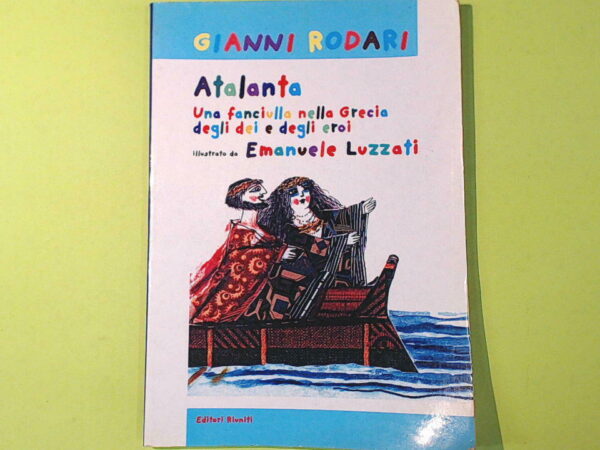 GIANNI RODARI
Atalanta
Una fanciulla nella Grecia
degli dei e degli eroi
illustrato da Emanuele Luzzati
Editori Riuniti